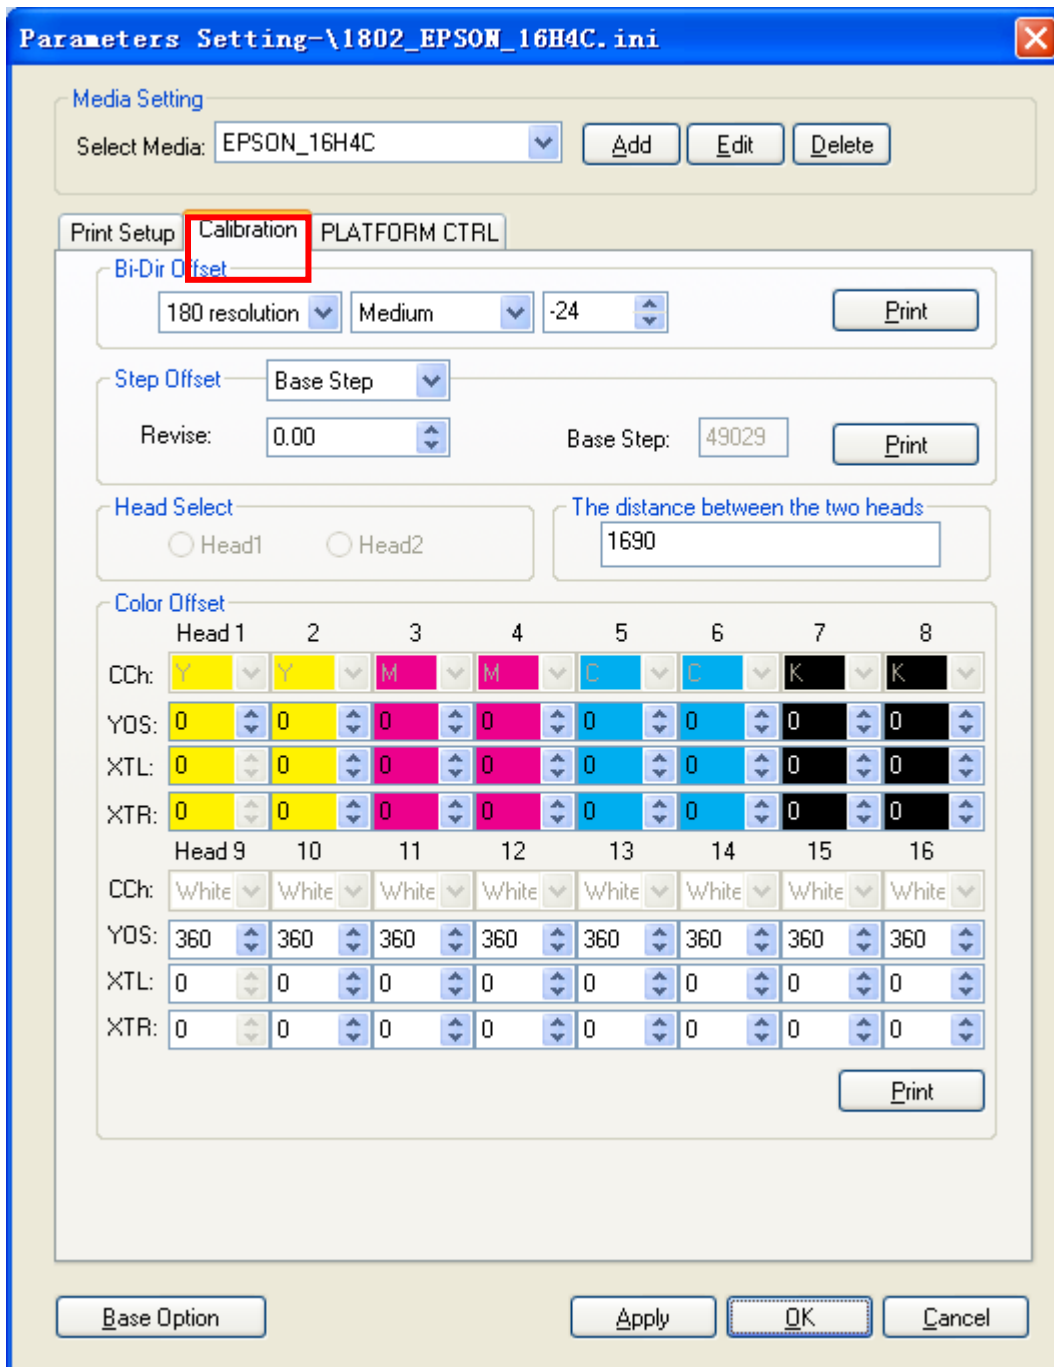 Parameters Setting-\1802_EPSON_16H4C.ini
Media Setting
Select Media: EPSON_16H4C Add Edit Delete
Print Setup Calibration PLATFORM CTRL
Bi-Dir Offset
180 resolution Medium -24 Print
Step Offset Base Step
Revise: 0.00 Base Step: 49029 Print
Head Select The distance between the two heads
Head1 Head2 1690
Color Offset
Head 1 2 3 4 5 6 7 8
CCh: Y Y M M C C K K
YOS: 0 0 0 0 0 0 0 0
XTL: 0 0 0 0 0 0 0 0
XTR: 0 0 0 0 0 0 0 0
Head 9 10 11 12 13 14 15 16
CCh: White White White White White White White White
YOS: 360 360 360 360 360 360 360 360
XTL: 0 0 0 0 0 0 0 0
XTR: 0 0 0 0 0 0 0 0
Print
Base Option Apply OK Cancel